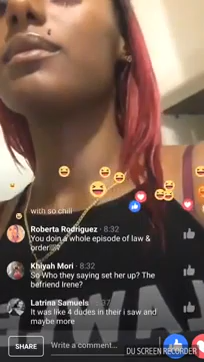 with so chill
Roberta Rodriguez · 8:32
You doin a whole episode of law &
order!!!
Khiyah Mori · 8:32
So Who they saying set her up? The
befriend Irene?
Latrina Samuels ·
It was like 4 dudes in their i saw and
maybe more
SHARE
Write a comment...
DU SCREEN RECORDER